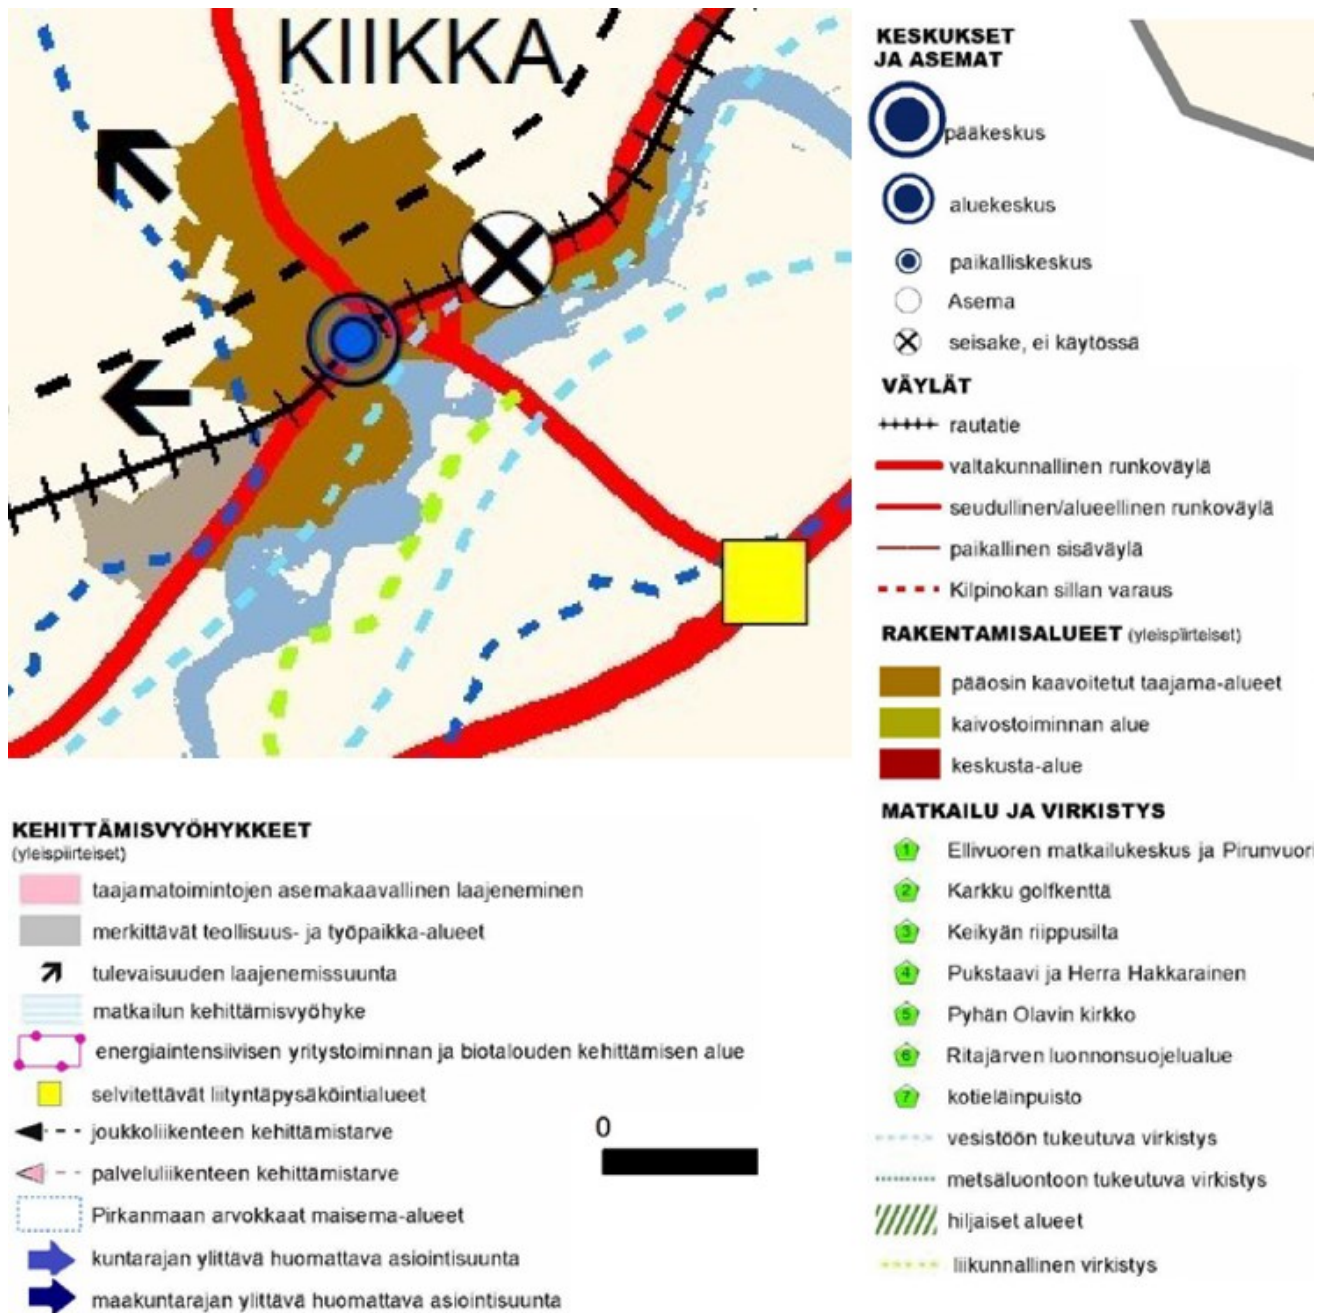 KIIKKA
KESKUKSET
JA ASEMAT
pääkeskus
aluekeskus
paikalliskeskus
Asema
seisake, ei käytössä
VÄYLÄT
rautatie
valtakunnallinen runkoväylä
seudullinen/alueellinen runkoväylä
paikallinen sisäväylä
Kilpinokan sillan varaus
RAKENTAMISALUEET (yleispiirteiset)
pääosin kaavoitetut taajama-alueet
kaivostoiminnan alue
keskusta-alue
KEHITTÄMISVYÖHYKKEET
(yleispiirteiset)
taajamatoimintojen asemakaavallinen laajeneminen
merkittävät teollisuus- ja työpaikka-alueet
tulevaisuuden laajenemissuunta
matkailun kehittämisvyöhyke
energiaintensiivisen yritystoiminnan ja biotalouden kehittämisen alue
selvitettävät liityntäpysäköintialueet
joukkoliikenteen kehittämistarve
palveluliikenteen kehittämistarve
Pirkanmaan arvokkaat maisema-alueet
kuntarajan ylittävä huomattava asiointisuunta
maakuntarajan ylittävä huomattava asiointisuunta
0
MATKAILU JA VIRKISTYS
1 Ellivuoren matkailukeskus ja Pirunvuori
2 Karkku golfkenttä
3 Keikyän riippusilta
4 Pukstaavi ja Herra Hakkarainen
5 Pyhän Olavin kirkko
6 Ritajärven luonnonsuojelualue
7 kotieläinpuisto
vesistöön tukeutuva virkistys
metsäluontoon tukeutuva virkistys
hiljaiset alueet
liikunnallinen virkistys